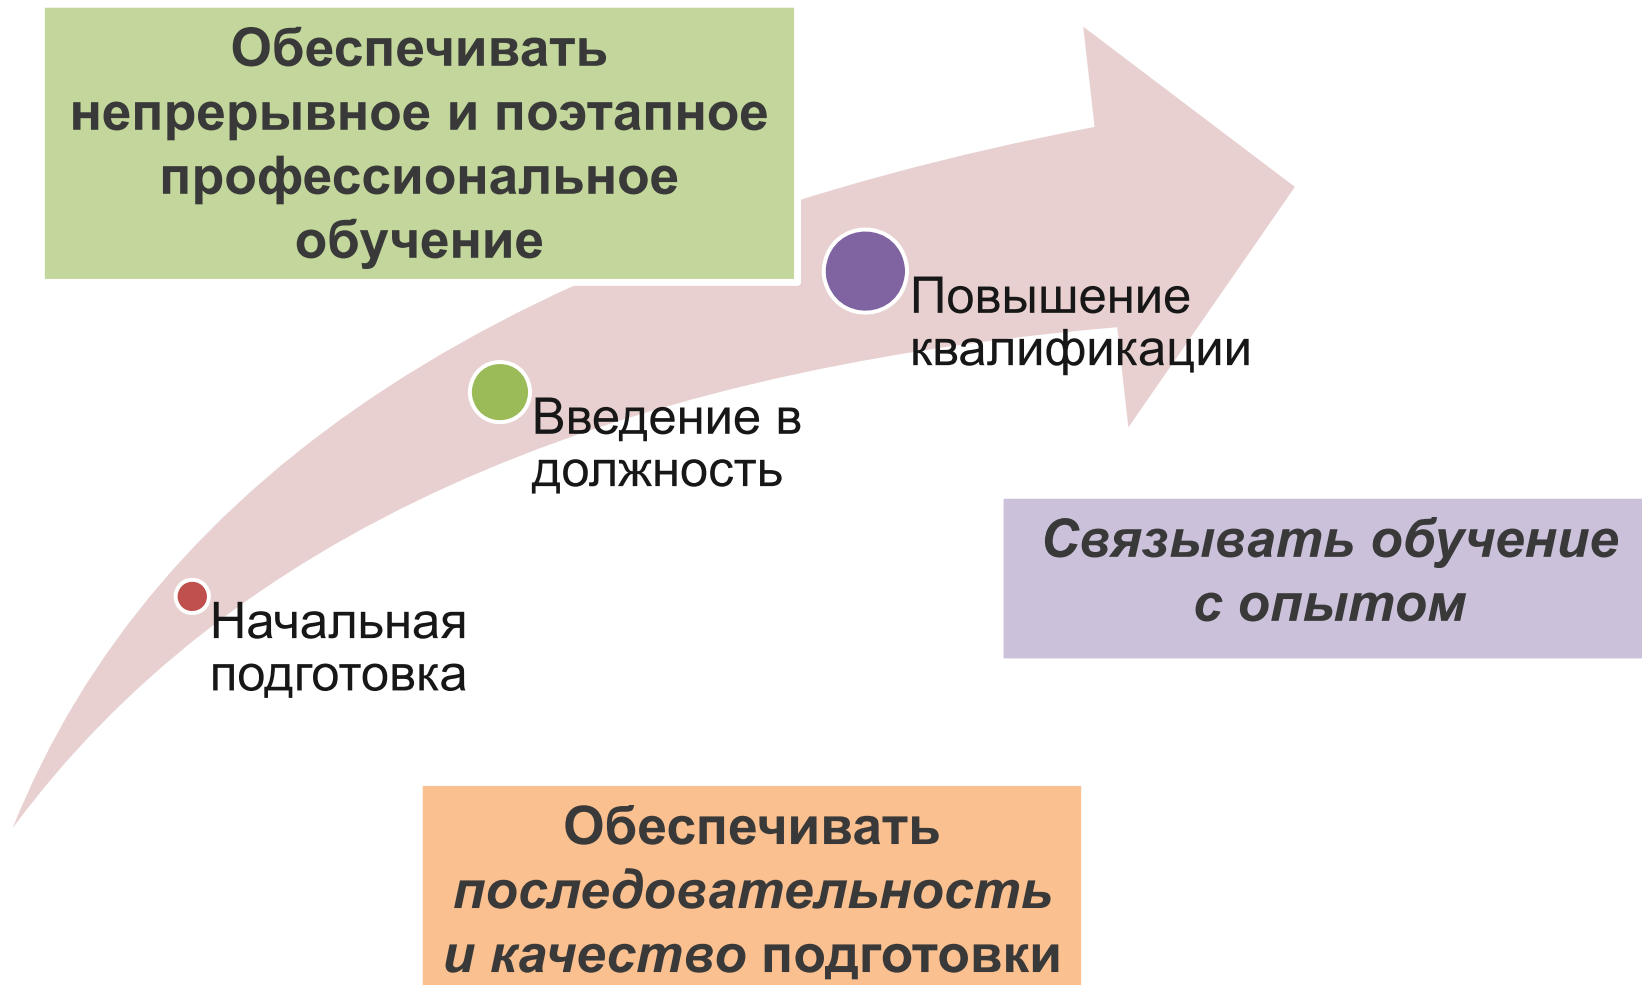 Обеспечивать
непрерывное и поэтапное
профессиональное
обучение
Повышение
квалификации
Введение в
должность
Связывать обучение
с опытом
Начальная
подготовка
Обеспечивать
последовательность
и качество подготовки